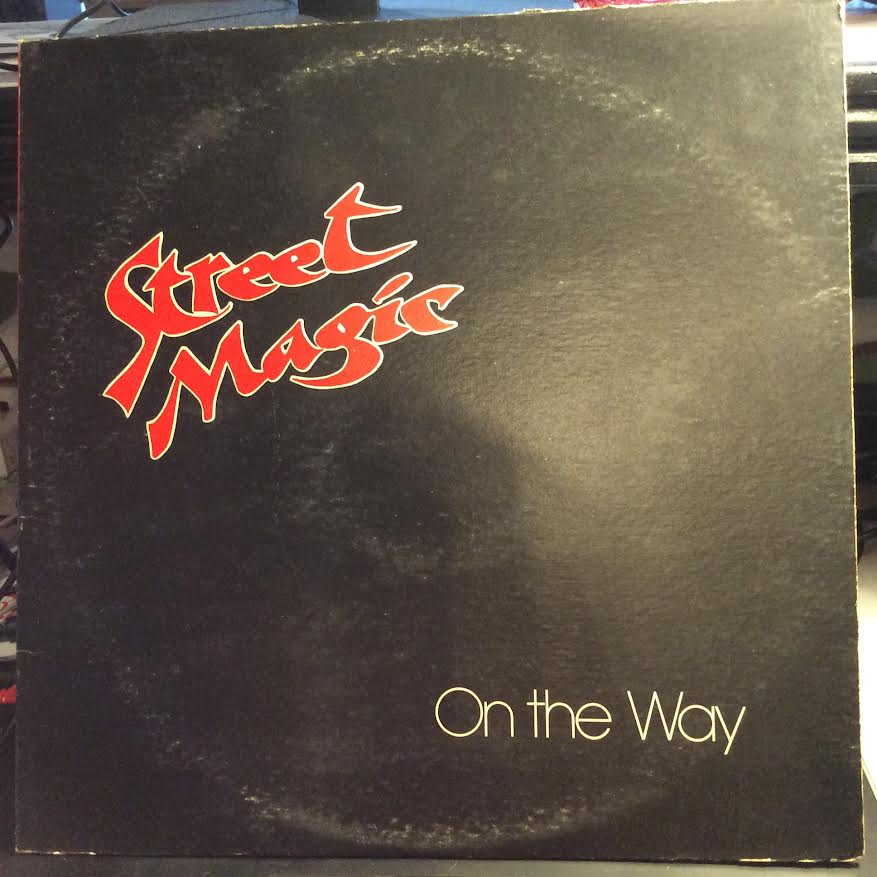 Street
Magic
On the Way